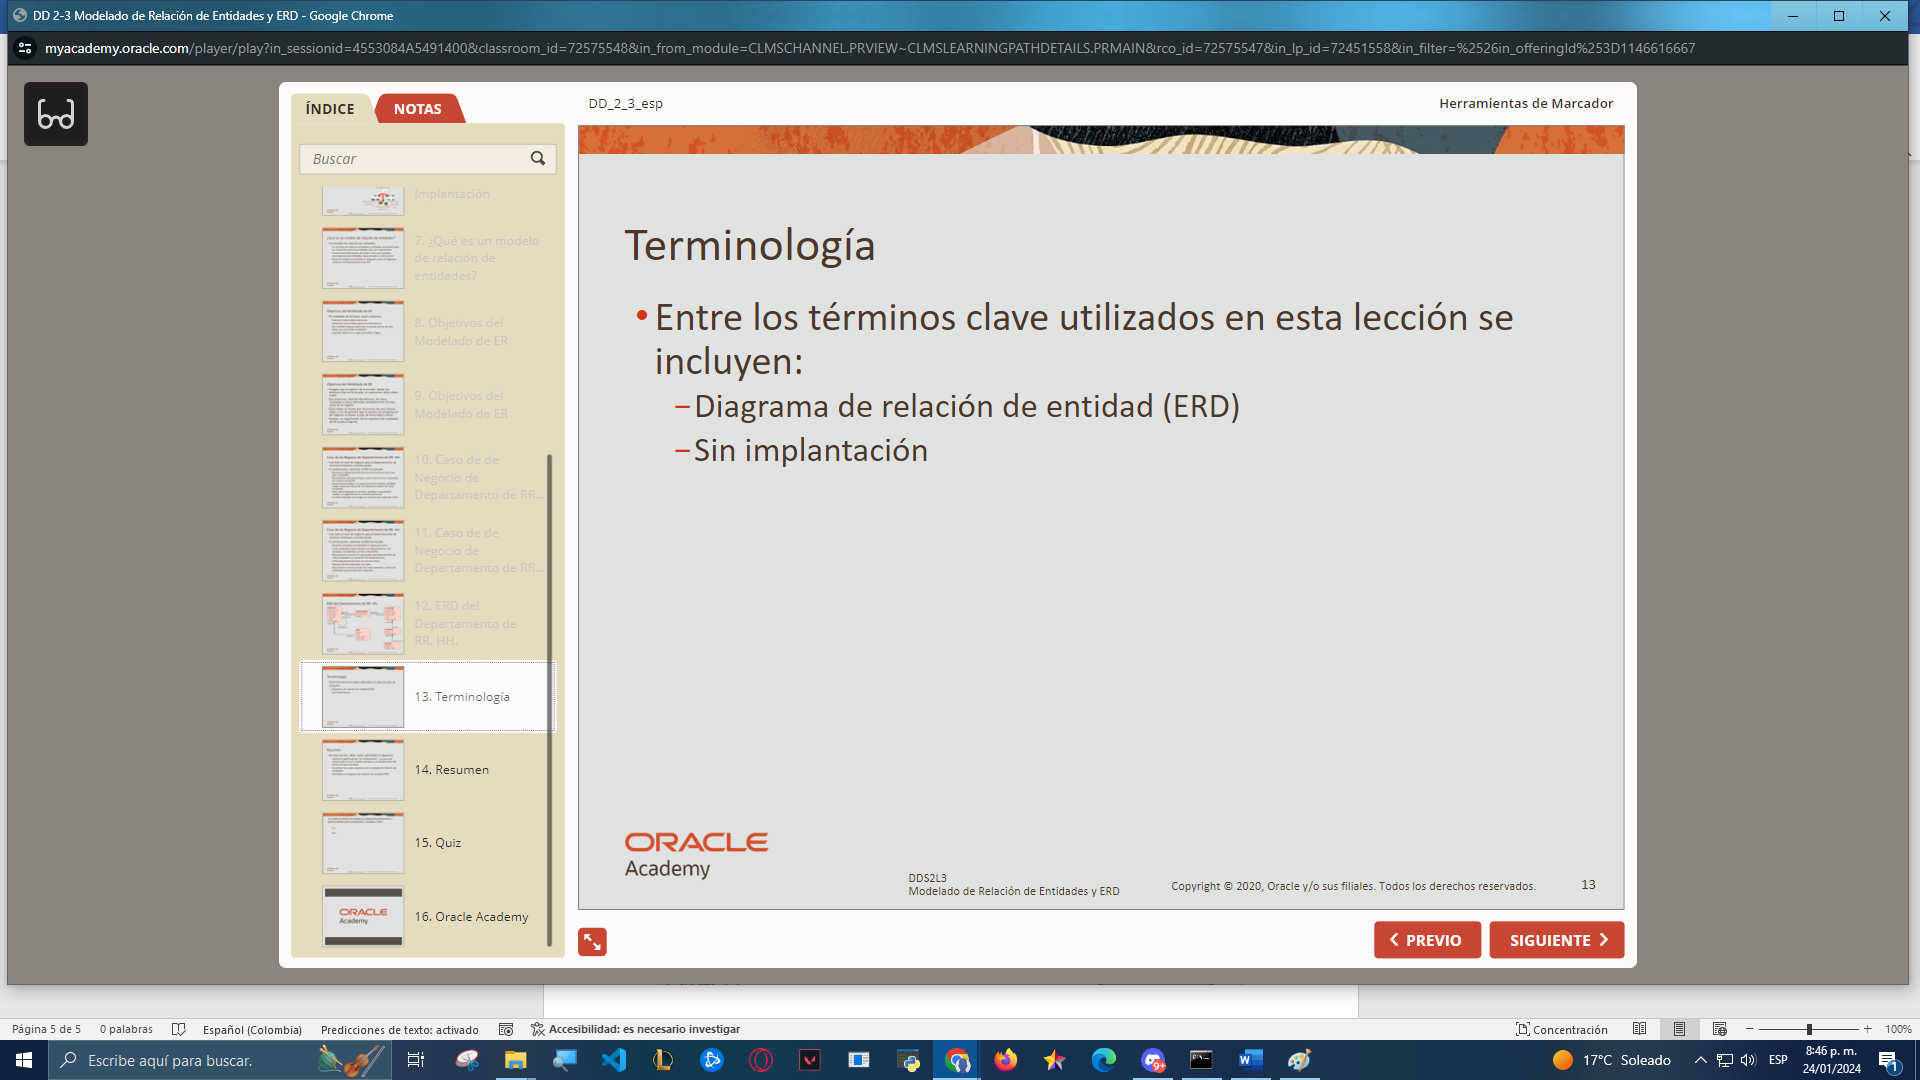 DD 2-3 Modelado de Relación de Entidades y ERD - Google Chrome
myacademy.oracle.com/player/play?in_sessionid=4553084A5491400&classroom_id=72575548&in_from_module=CLMSCHANNEL.PRVIEW~CLMSLEARNINGPATHDETAILS.PRMAIN&rco_id=72575547&in_lp_id=72451558&in_filter=%2526in_offeringId%253D1146616667
ÍNDICE
NOTAS
DD_2_3_esp
Herramientas de Marcador
Buscar
Implantación
7. ¿Qué es un modelo
de relación de
entidades?
8. Objetivos del
Modelado de ER
9. Objetivos del
Modelado de ER
10. Caso de de
Negocio de
Departamento de RR...
11. Caso de de
Negocio de
Departamento de RR...
12. ERD del
Departamento de
RR. HH.
13. Terminología
14. Resumen
15. Quiz
16. Oracle Academy
Terminología
• Entre los términos clave utilizados en esta lección se
incluyen:
–Diagrama de relación de entidad (ERD)
–Sin implantación
ORACLE
Academy
DDS2L3
Modelado de Relación de Entidades y ERD
Copyright © 2020, Oracle y/o sus filiales. Todos los derechos reservados.
13
PREVIO
SIGUIENTE
Página 5 de 5
0 palabras
Español (Colombia)
Predicciones de texto: activado
Accesibilidad: es necesario investigar
Concentración
100%
Escribe aquí para buscar.
17°C Soleado
ESP
8:46 p. m.
24/01/2024